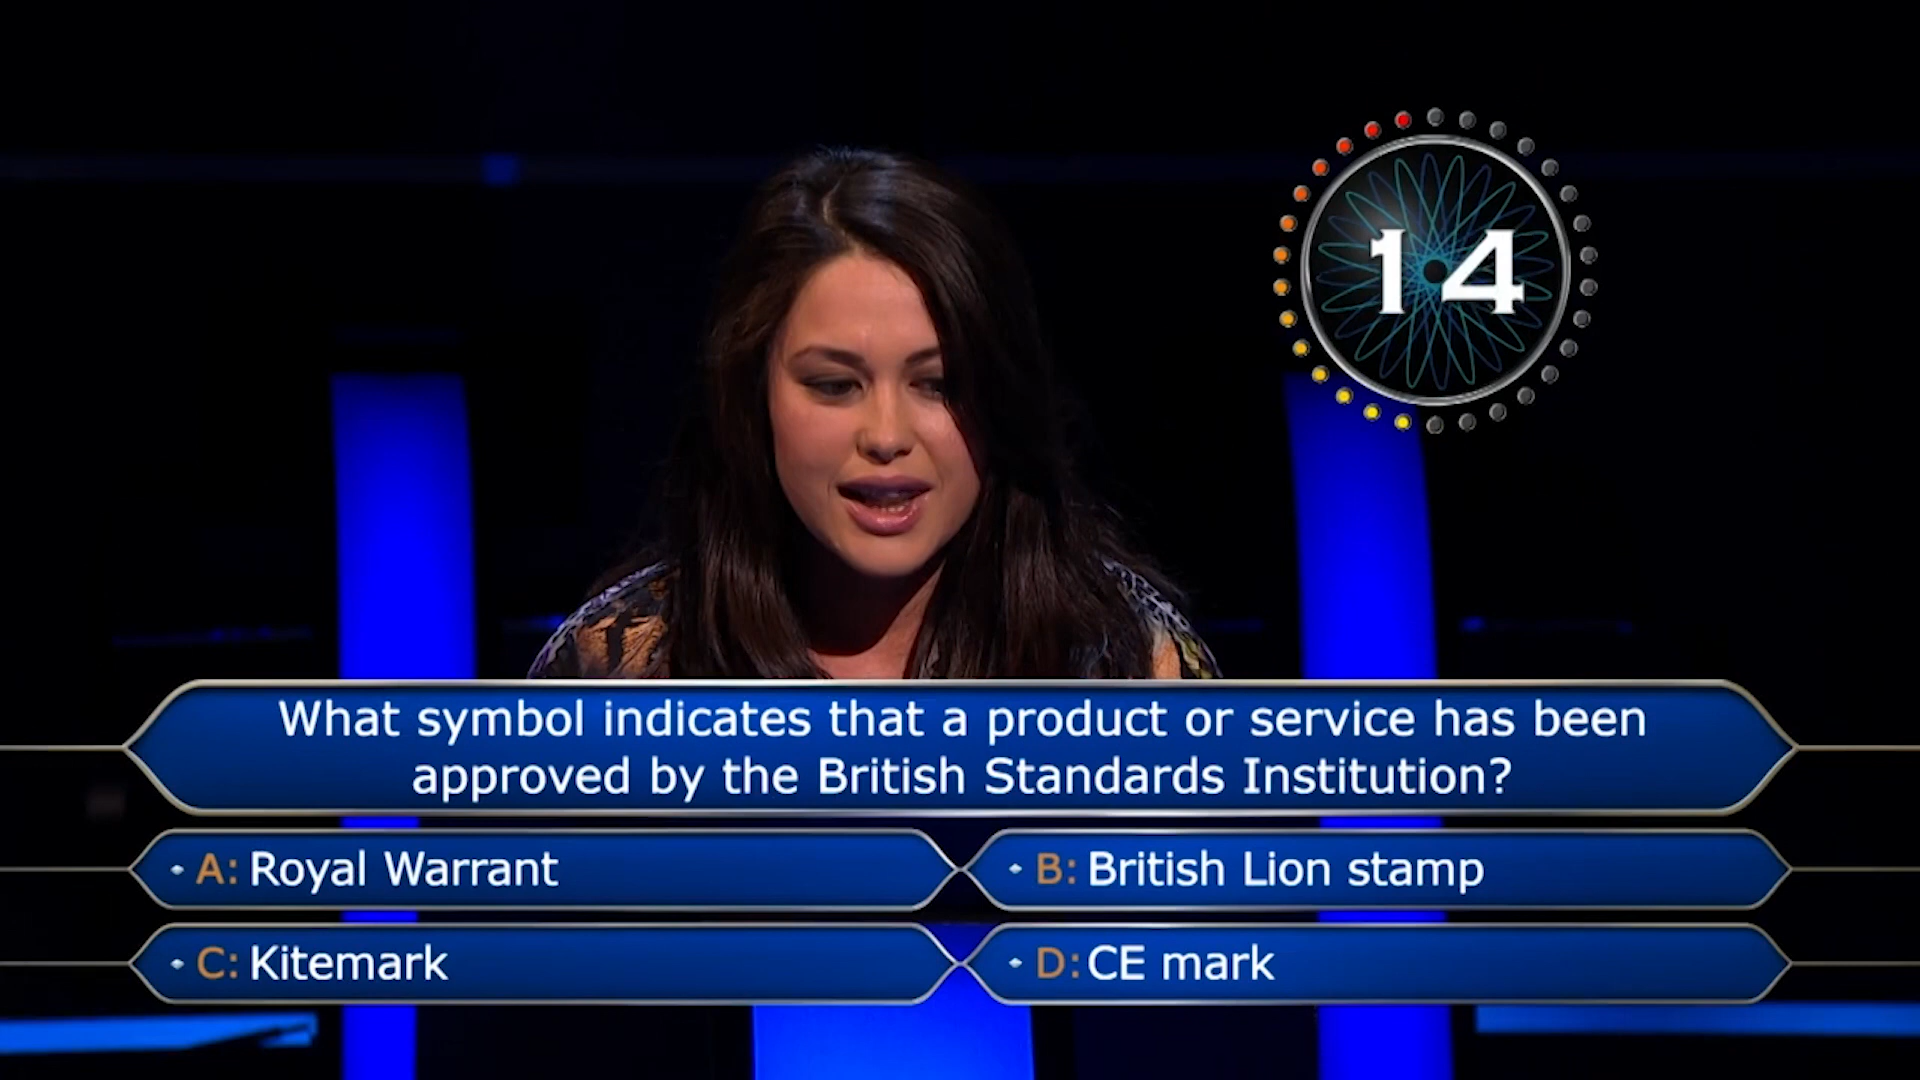 14
What symbol indicates that a product or service has been
approved by the British Standards Institution?
A: Royal Warrant
B: British Lion stamp
C: Kitemark
D: CE mark